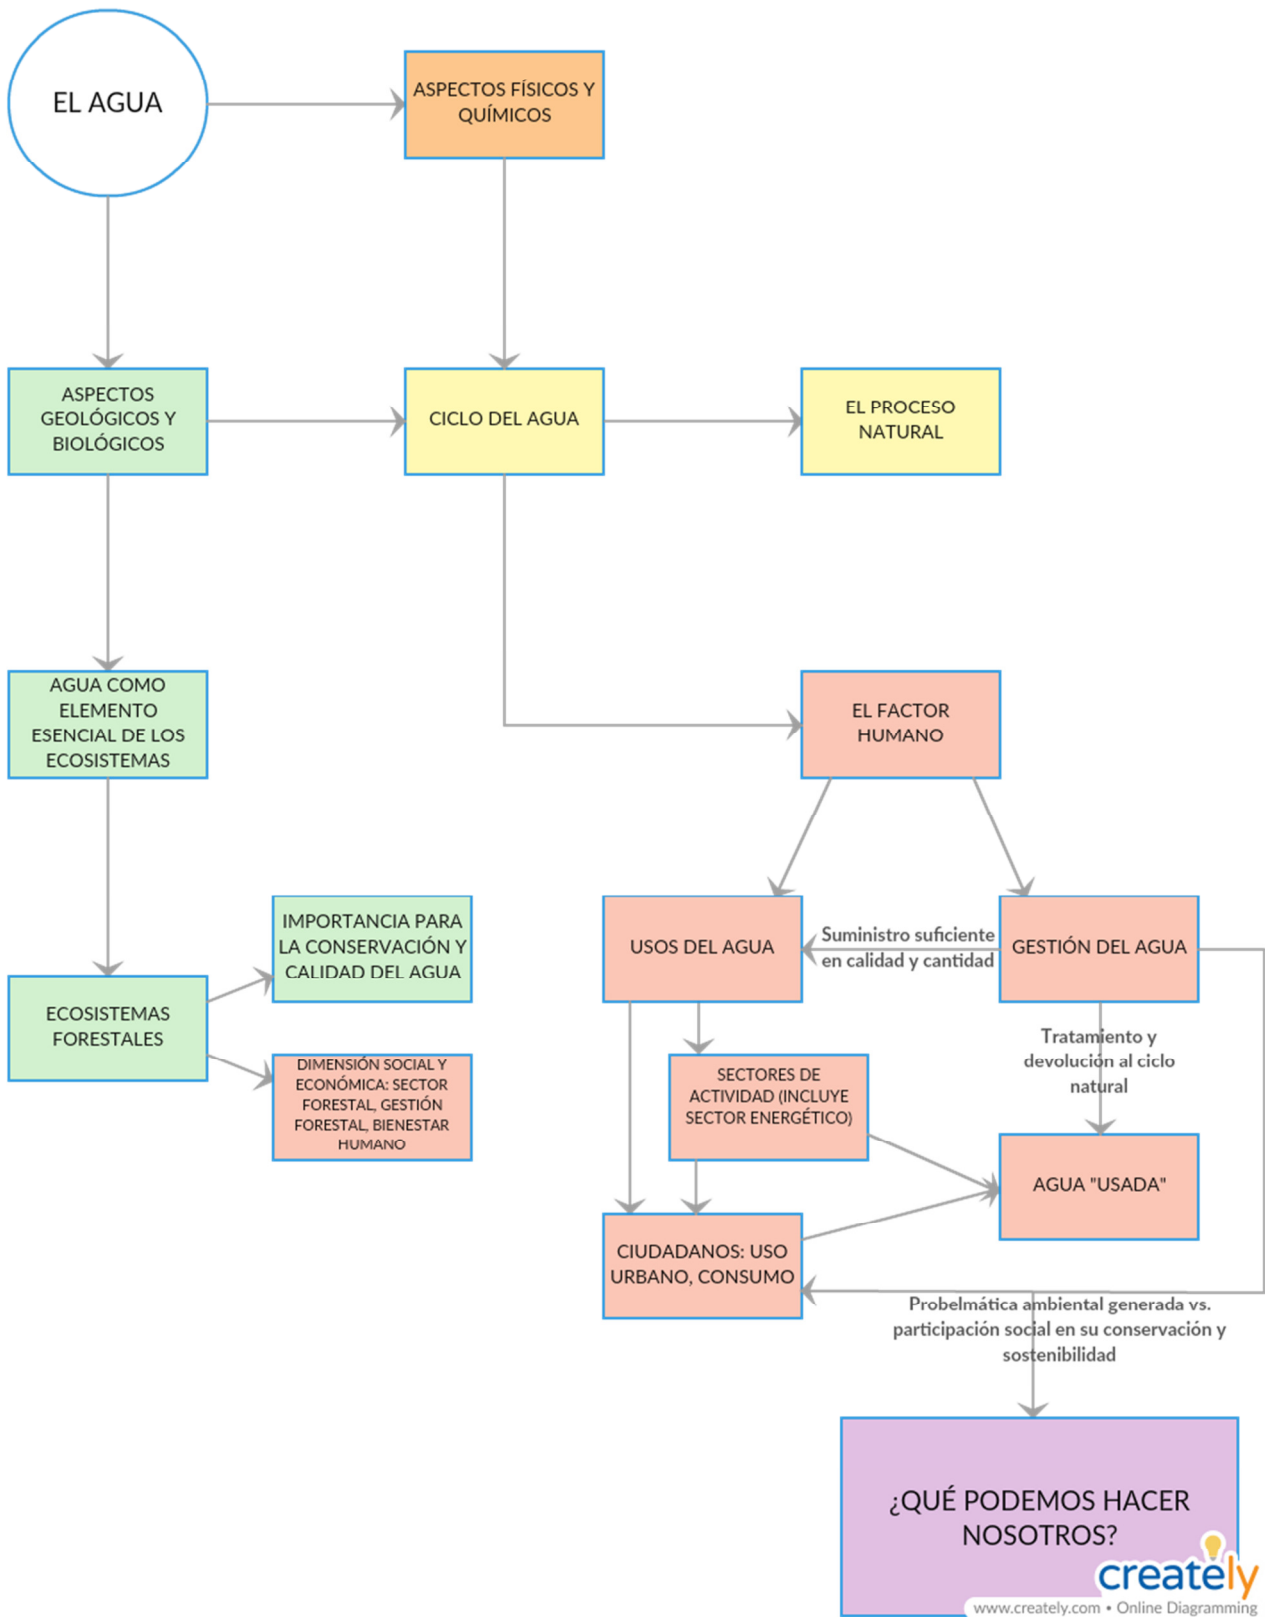 EL AGUA
ASPECTOS FÍSICOS Y
QUÍMICOS
ASPECTOS
GEOLÓGICOS Y
BIOLÓGICOS
CICLO DEL AGUA
EL PROCESO
NATURAL
AGUA COMO
ELEMENTO
ESENCIAL DE LOS
ECOSISTEMAS
EL FACTOR
HUMANO
IMPORTANCIA PARA
LA CONSERVACIÓN Y
CALIDAD DEL AGUA
USOS DEL AGUA
Suministro suficiente
en calidad y cantidad
GESTIÓN DEL AGUA
ECOSISTEMAS
FORESTALES
DIMENSIÓN SOCIAL Y
ECONÓMICA: SECTOR
FORESTAL, GESTIÓN
FORESTAL, BIENESTAR
HUMANO
SECTORES DE
ACTIVIDAD (INCLUYE
SECTOR ENERGÉTICO)
Tratamiento y
devolución al ciclo
natural
AGUA "USADA"
CIUDADANOS: USO
URBANO, CONSUMO
Probelmática ambiental generada vs.
participación social en su conservación y
sostenibilidad
¿QUÉ PODEMOS HACER
NOSOTROS?
creately
www.creately.com • Online Diagramming